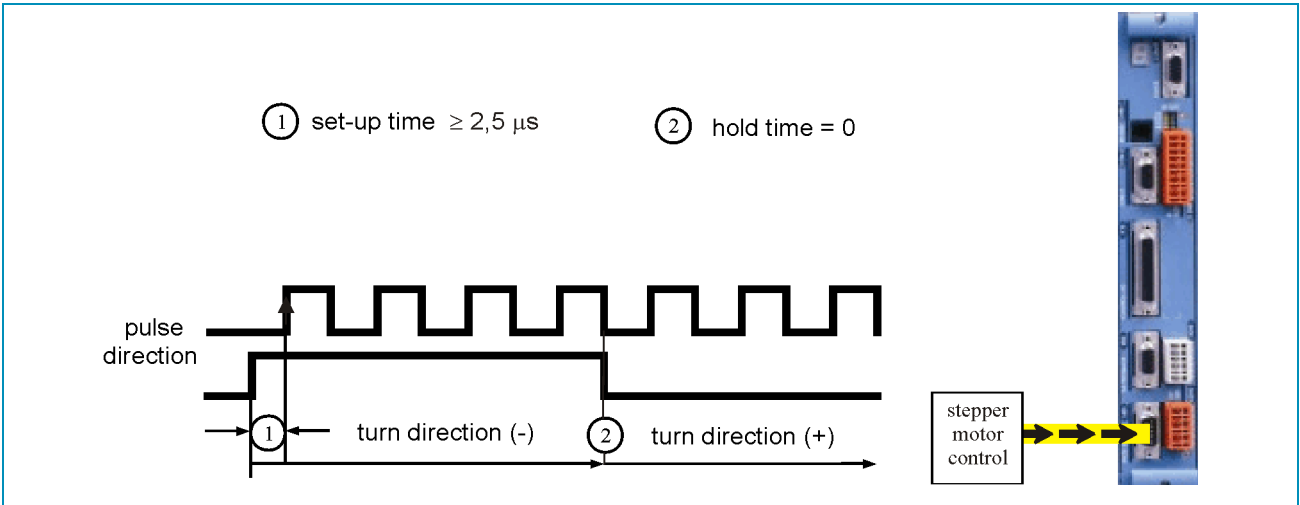 1 set-up time ≥ 2,5 μs
2 hold time = 0
pulse
direction
1
turn direction (-)
2
turn direction (+)
stepper
motor
control